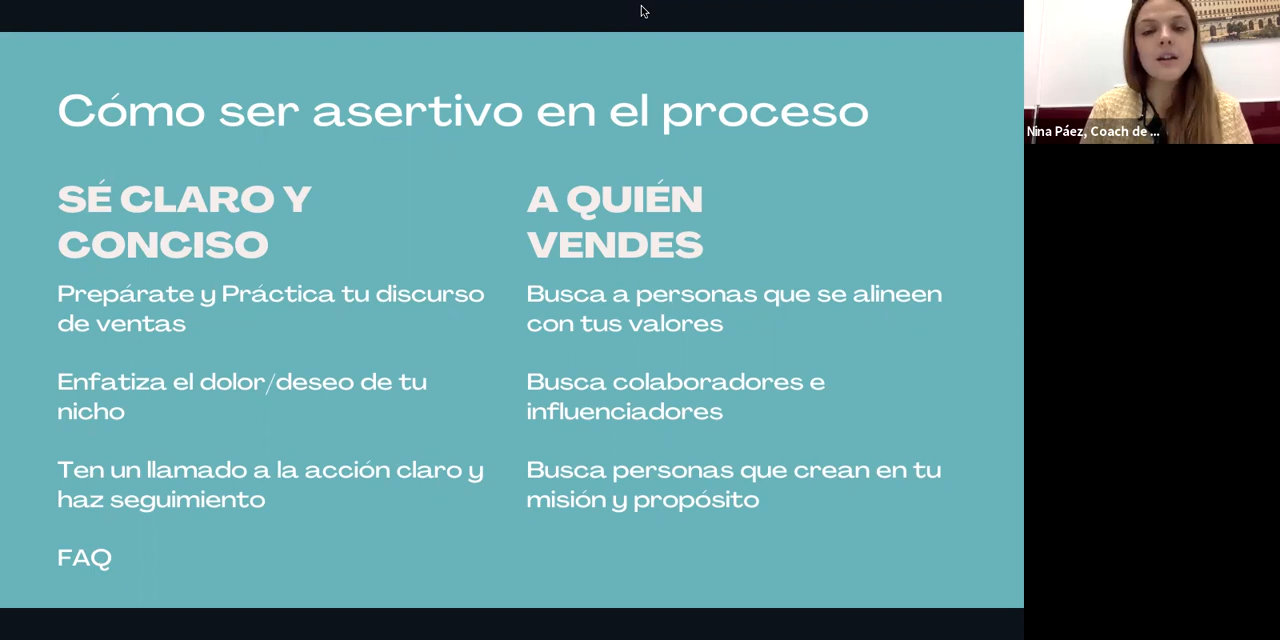 Cómo ser asertivo en el proceso
SÉ CLARO Y
CONCISO
Prepárate y Práctica tu discurso
de ventas
Enfatiza el dolor/deseo de tu
nicho
Ten un llamado a la acción claro y
haz seguimiento
FAQ
A QUIÉN
VENDES
Busca a personas que se alineen
con tus valores
Busca colaboradores e
influenciadores
Busca personas que crean en tu
misión y propósito
Nina Páez, Coach de ...